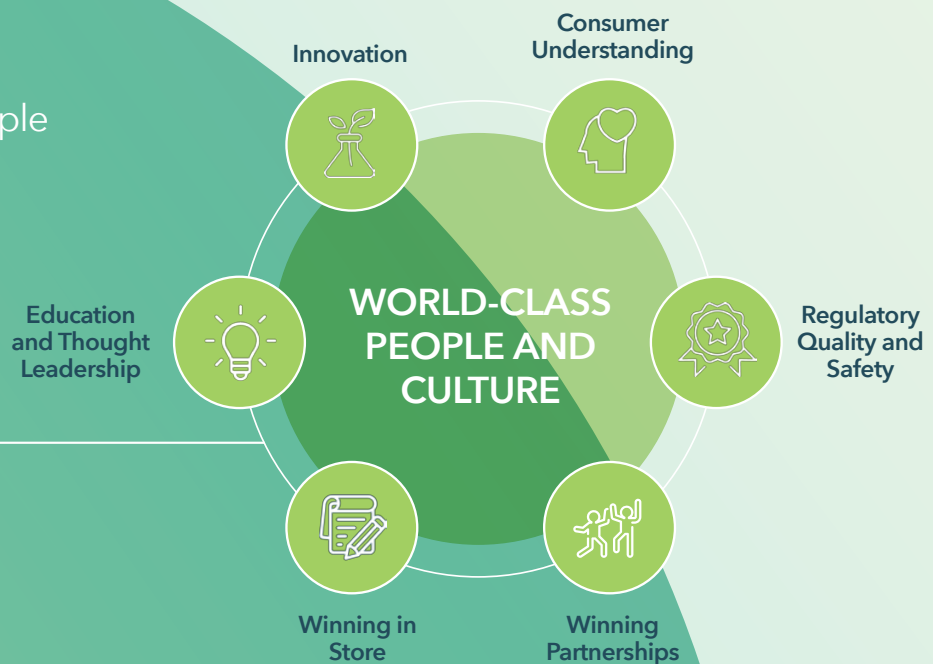 Consumer
Understanding
Innovation
WORLD-CLASS
PEOPLE AND
CULTURE
Education
and Thought
Leadership
Regulatory
Quality and
Safety
Winning in
Store
Winning
Partnerships